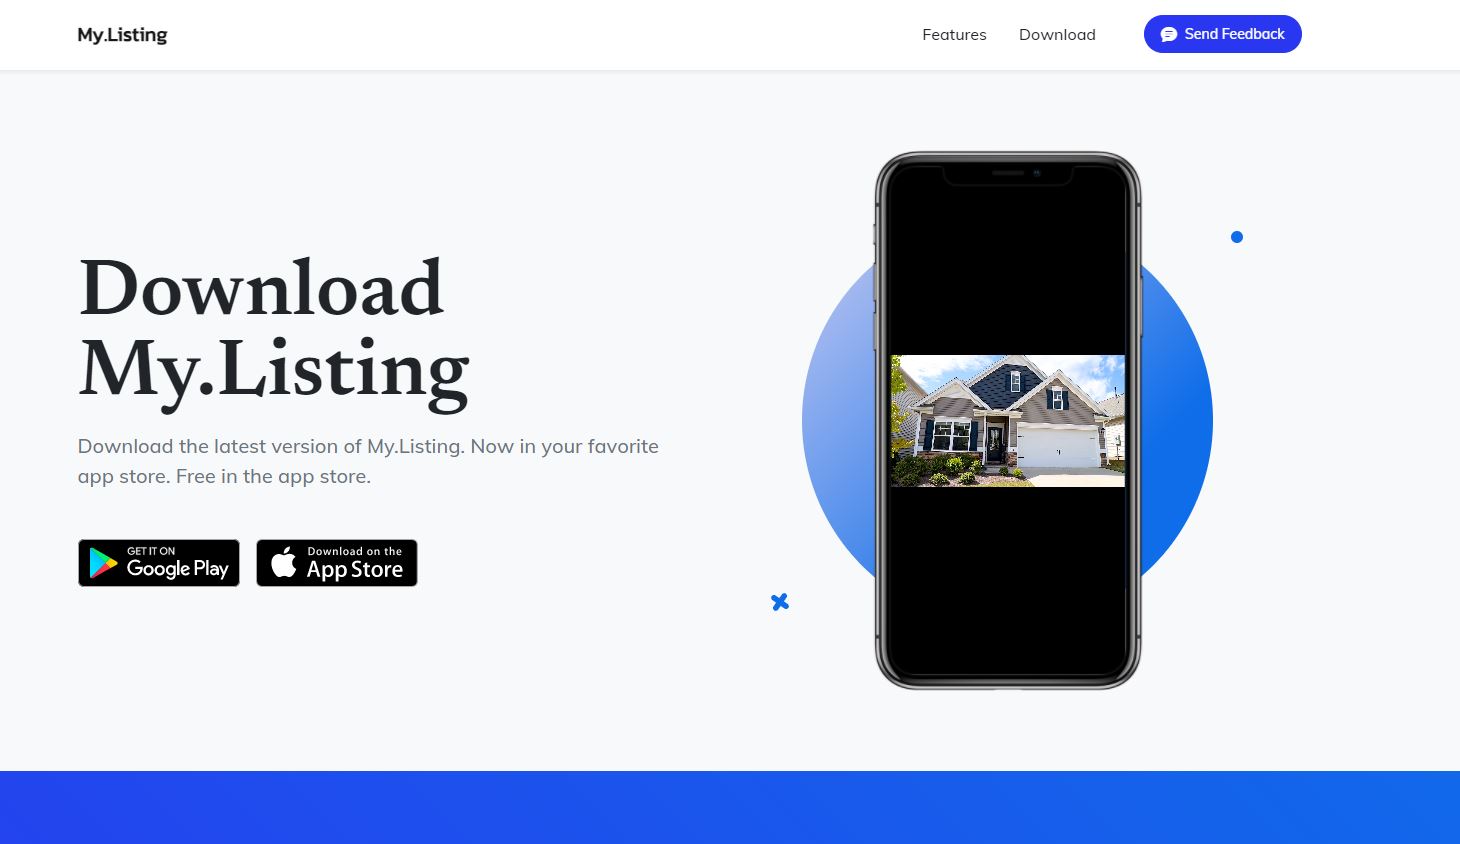 My.Listing
Features
Download
Send Feedback
Download
My.Listing
Download the latest version of My.Listing. Now in your favorite
app store. Free in the app store.
GET IT ON
Google Play
Download on the
App Store